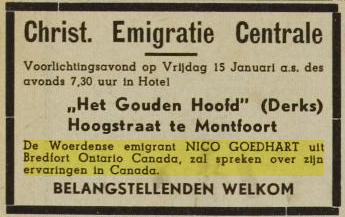 Christ. Emigratie Centrale
Voorlichtingsavond op Vrijdag 15 Januari a.s. des
avonds 7,30 uur in Hotel
„Het Gouden Hoofd” (Derks)
Hoogstraat te Montfoort
De Woerdense emigrant NICO GOEDHART uit
Bredfort Ontario Canada, zal spreken over zijn
ervaringen in Canada.
BELANGSTELLENDEN WELKOM